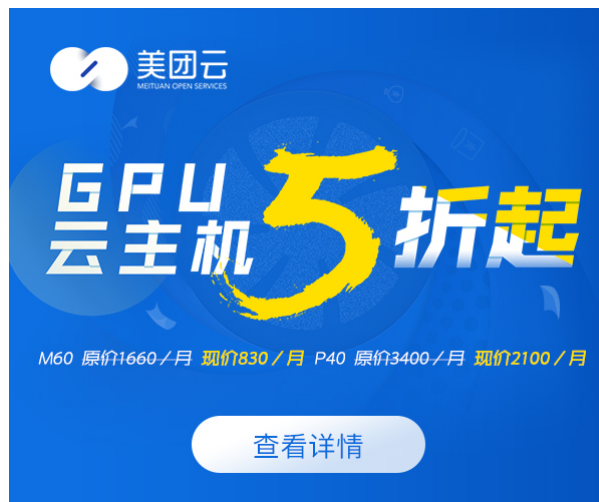 美团云
MEITUAN OPEN SERVICES
GPU
云主机
5折起
M60 原价1660/月 现价830/月 P40 原价3400/月 现价2100/月
查看详情